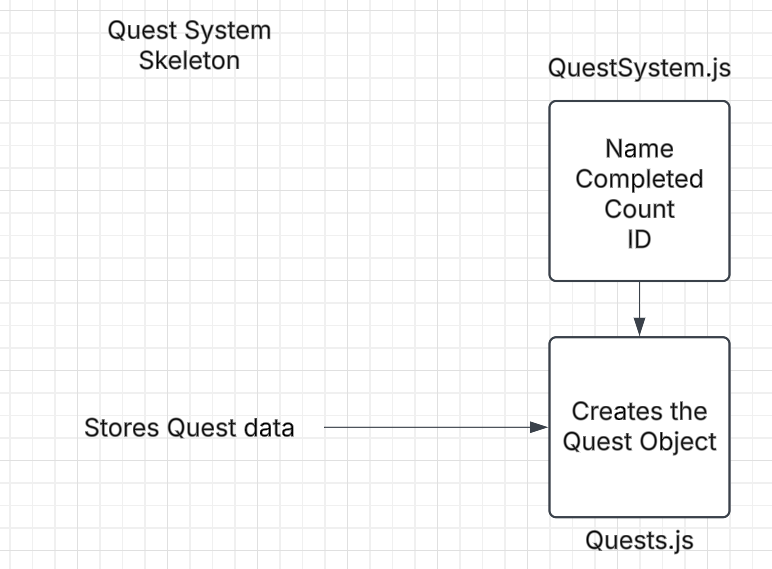 Quest System
Skeleton
QuestSystem.js
Name
Completed
Count
ID
Stores Quest data
Creates the
Quest Object
Quests.js